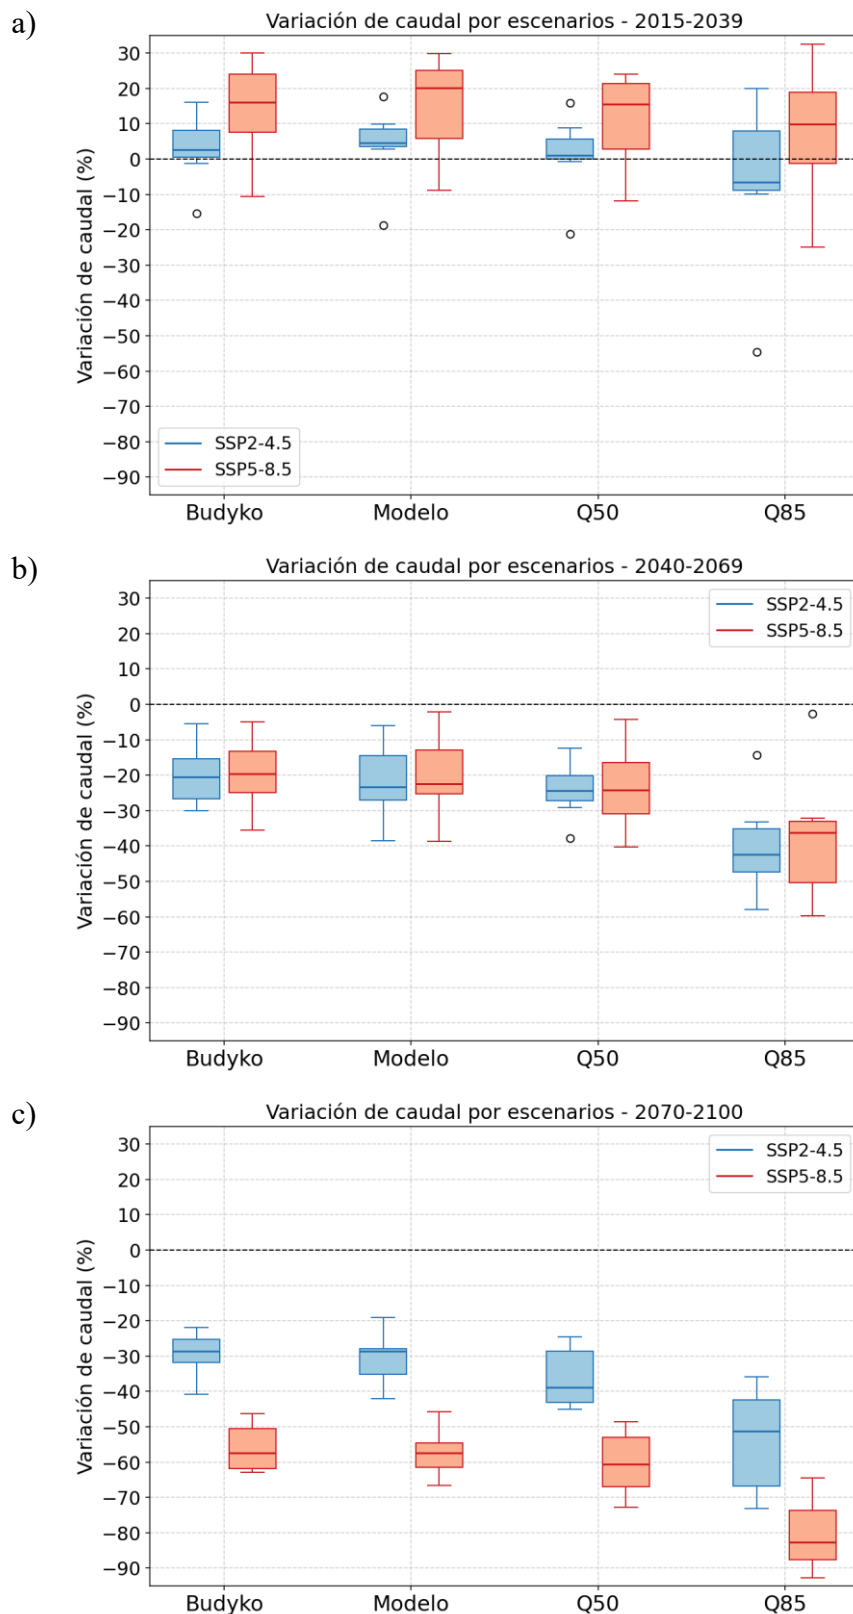 a)
Variación de caudal por escenarios - 2015-2039
Variación de caudal (%)
30
20
10
0
−10
−20
−30
−40
−50
−60
−70
−80
−90
SSP2-4.5
SSP5-8.5
Budyko Modelo Q50 Q85
b)
Variación de caudal por escenarios - 2040-2069
Variación de caudal (%)
30
20
10
0
−10
−20
−30
−40
−50
−60
−70
−80
−90
SSP2-4.5
SSP5-8.5
Budyko Modelo Q50 Q85
c)
Variación de caudal por escenarios - 2070-2100
Variación de caudal (%)
30
20
10
0
−10
−20
−30
−40
−50
−60
−70
−80
−90
SSP2-4.5
SSP5-8.5
Budyko Modelo Q50 Q85